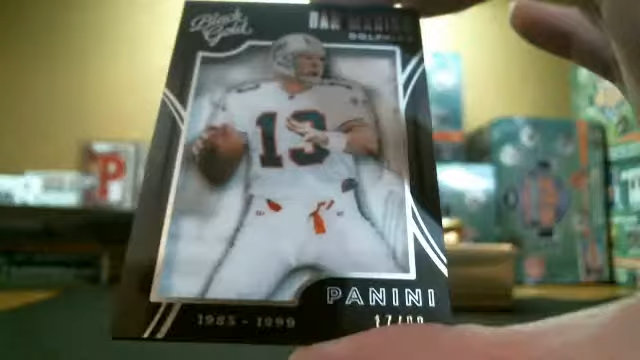 Black Gold
DAN MARINO
DOLPHINS
13
PANINI
1983 - 1999
P